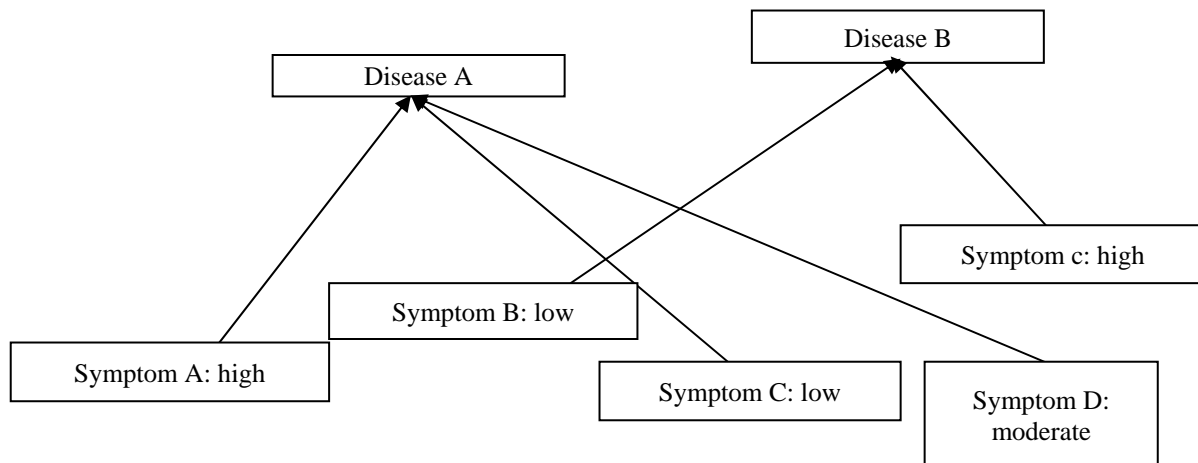 Disease B
Disease A
Symptom c: high
Symptom B: low
Symptom A: high
Symptom C: low
Symptom D:
moderate